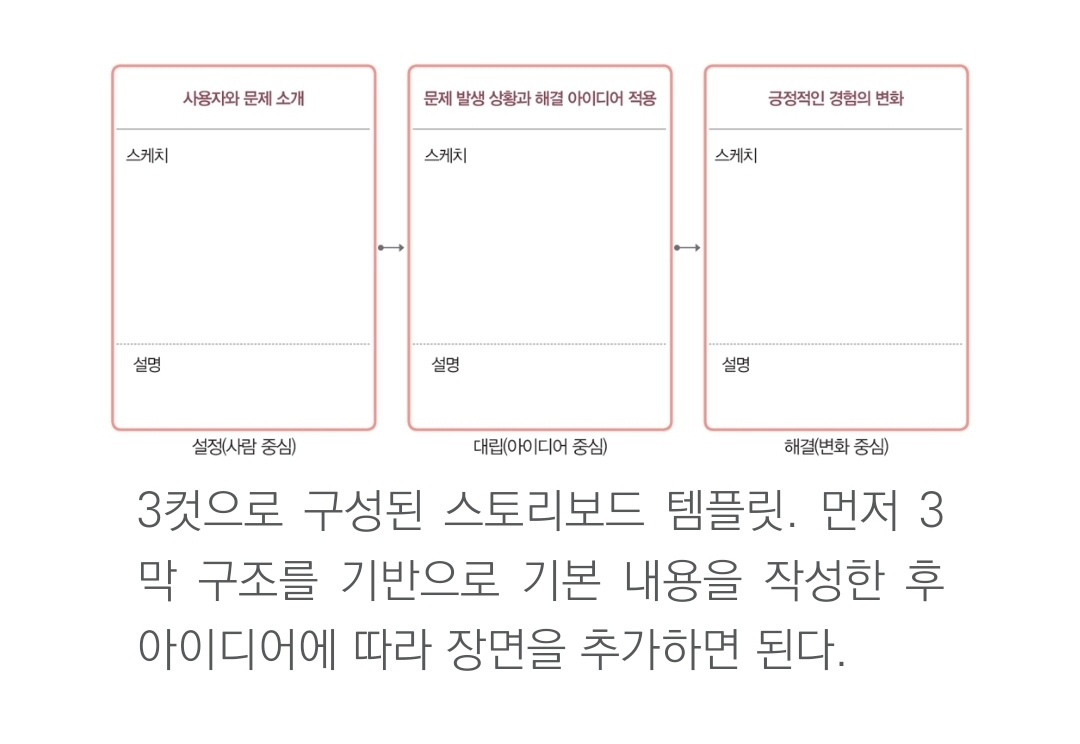 사용자와 문제 소개
스케치
설명
설정(사람 중심)
문제 발생 상황과 해결 아이디어 적용
스케치
설명
대립(아이디어 중심)
긍정적인 경험의 변화
스케치
설명
해결(변화 중심)
3컷으로 구성된 스토리보드 템플릿. 먼저 3
막 구조를 기반으로 기본 내용을 작성한 후
아이디어에 따라 장면을 추가하면 된다.